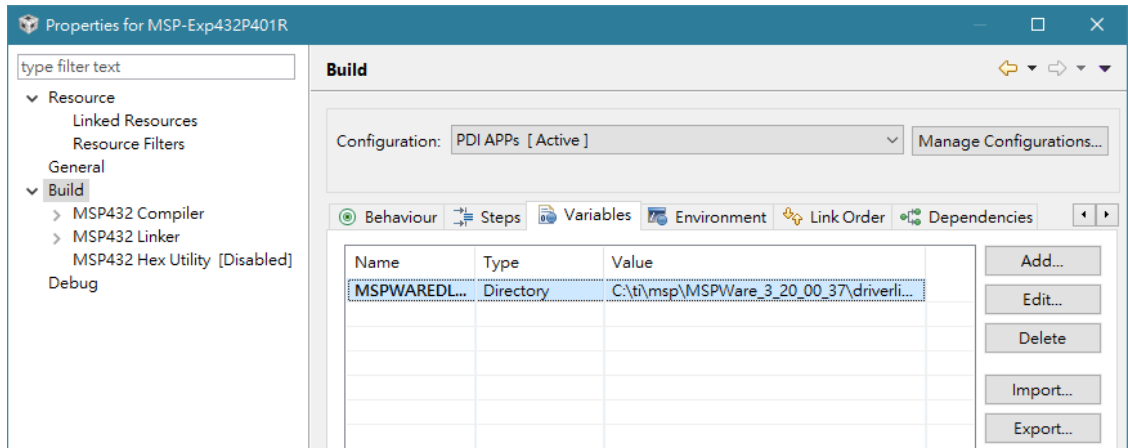 Properties for MSP-Exp432P401R
type filter text
Resource
Linked Resources
Resource Filters
General
Build
MSP432 Compiler
MSP432 Linker
MSP432 Hex Utility [Disabled]
Debug
Build
Configuration: PDI APPs [ Active ] Manage Configurations...
Behaviour Steps Variables Environment Link Order Dependencies
Name Type Value
MSPWAREDL... Directory C:\ti\msp\MSPWare_3_20_00_37\driverli...
Add...
Edit...
Delete
Import...
Export...